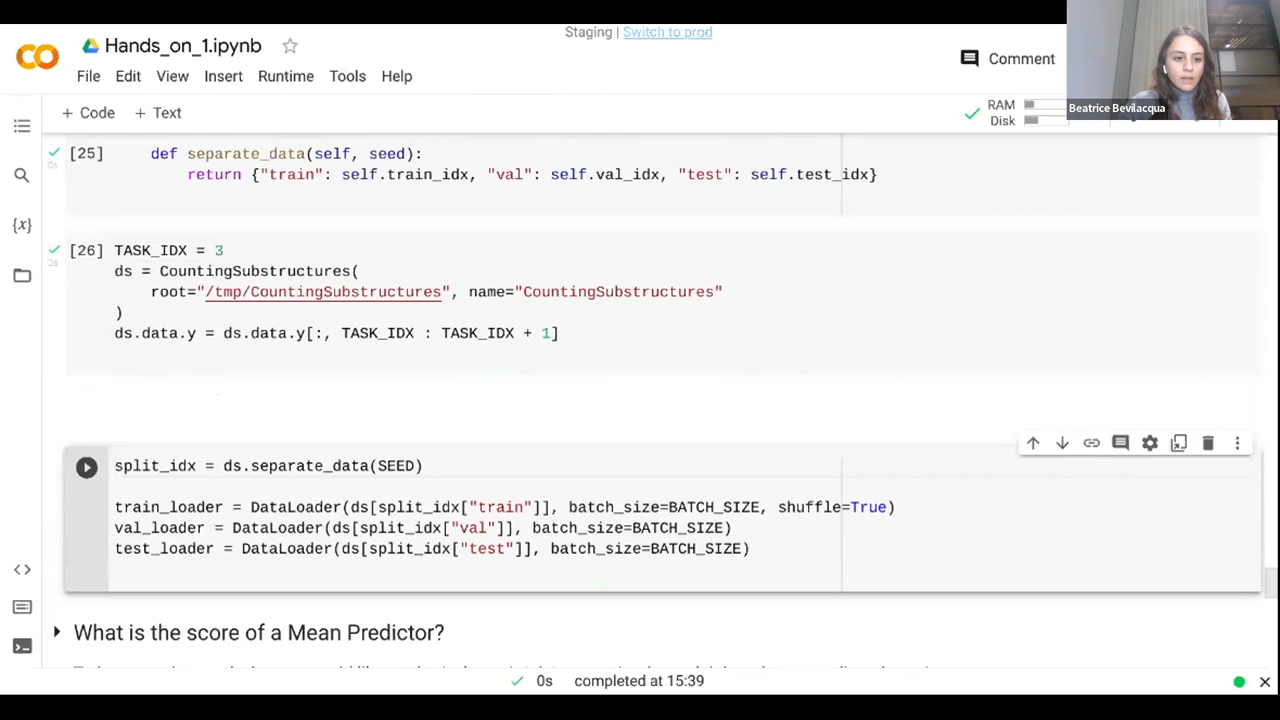 Staging | Switch to prod
Hands_on_1.ipynb
File Edit View Insert Runtime Tools Help
Comment
Beatrice Bevilacqua
+ Code + Text
RAM
Disk
[25] def separate_data(self, seed):
0s
return {"train": self.train_idx, "val": self.val_idx, "test": self.test_idx}
{x}
[26] TASK_IDX = 3
0s
ds = CountingSubstructures(
root="/tmp/CountingSubstructures", name="CountingSubstructures"
)
ds.data.y = ds.data.y[:, TASK_IDX : TASK_IDX + 1]
split_idx = ds.separate_data(SEED)
train_loader = DataLoader(ds[split_idx["train"]], batch_size=BATCH_SIZE, shuffle=True)
val_loader = DataLoader(ds[split_idx["val"]], batch_size=BATCH_SIZE)
test_loader = DataLoader(ds[split_idx["test"]], batch_size=BATCH_SIZE)
What is the score of a Mean Predictor?
0s completed at 15:39